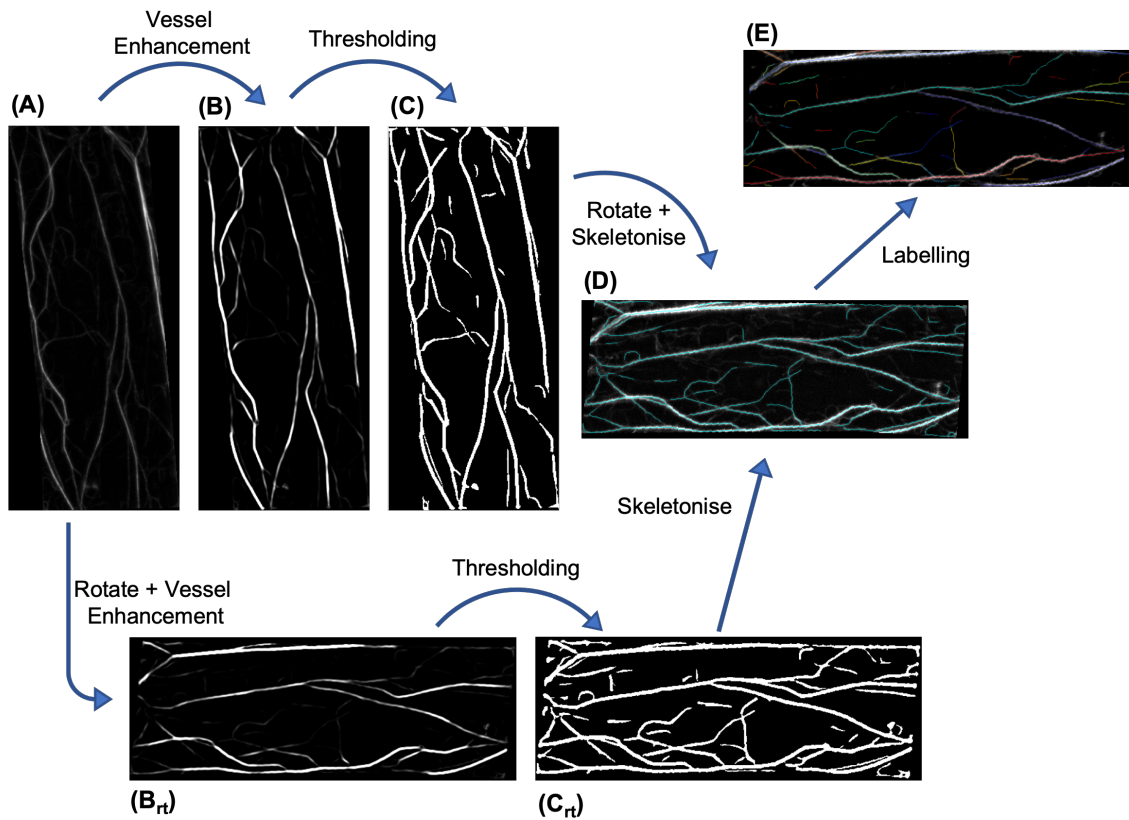 Vessel
Enhancement
Thresholding
(E)
(A)
(B)
(C)
Rotate +
Skeletonise
Labelling
(D)
Skeletonise
Thresholding
Rotate + Vessel
Enhancement
(Brt)
(Crt)